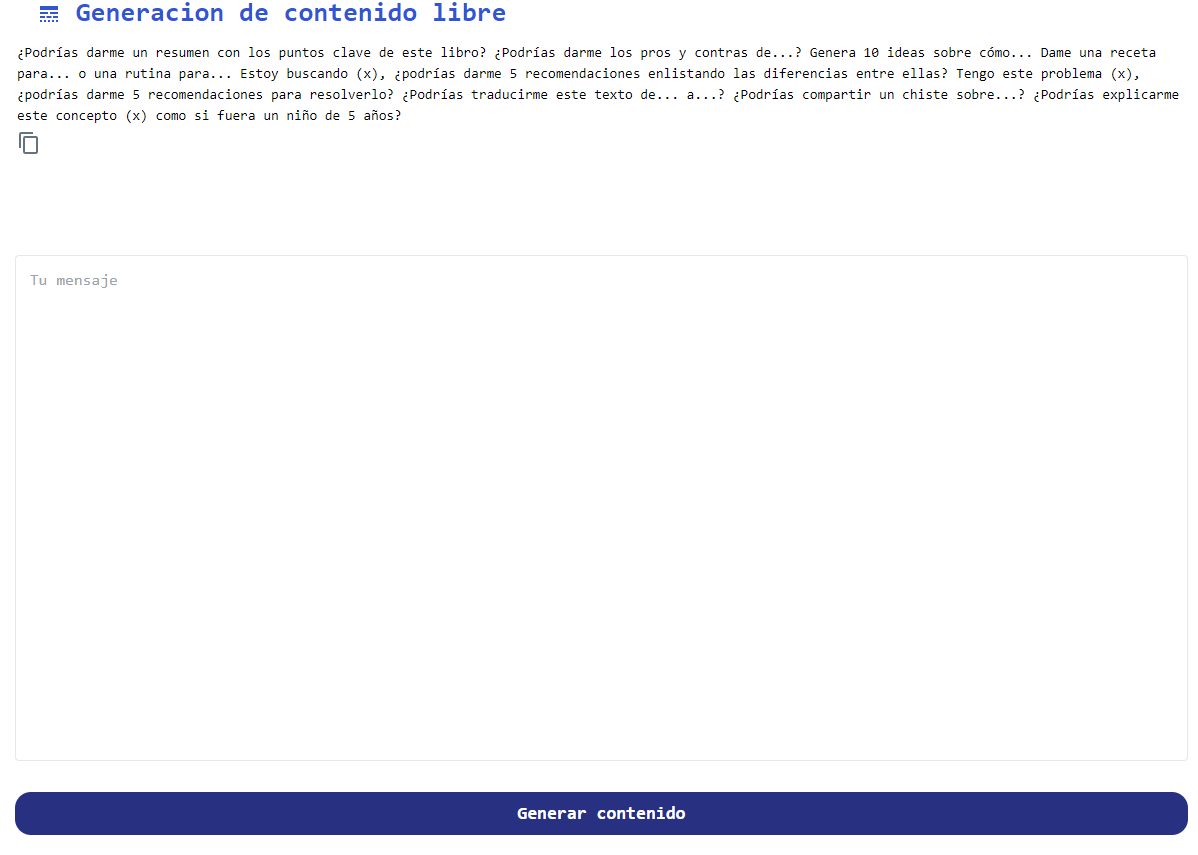 Generacion de contenido libre
¿Podrías darme un resumen con los puntos clave de este libro? ¿Podrías darme los pros y contras de...? Genera 10 ideas sobre cómo... Dame una receta
para... o una rutina para... Estoy buscando (x), ¿podrías darme 5 recomendaciones enlistando las diferencias entre ellas? Tengo este problema (x),
¿podrías darme 5 recomendaciones para resolverlo? ¿Podrías traducirme este texto de... a...? ¿Podrías compartir un chiste sobre...? ¿Podrías explicarme
este concepto (x) como si fuera un niño de 5 años?
Tu mensaje
Generar contenido